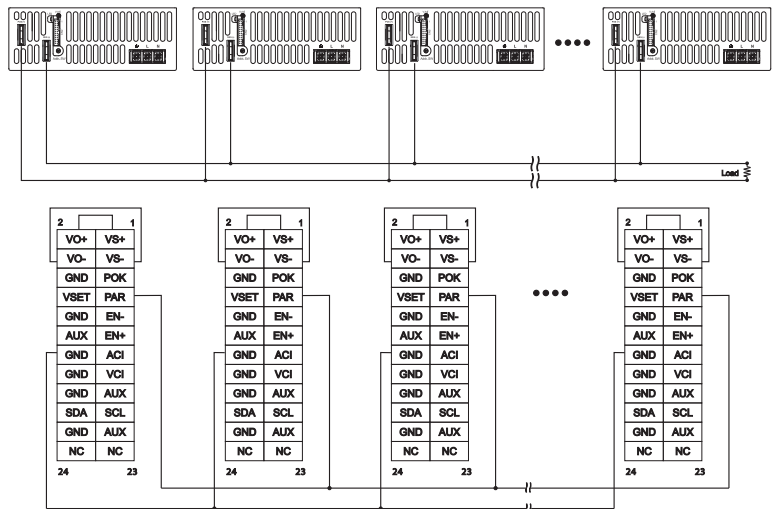 L N
L N
L N
L N
Load
2 1
VO+ VS+
VO- VS-
GND POK
VSET PAR
GND EN-
AUX EN+
GND ACI
GND VCI
GND AUX
SDA SCL
GND AUX
NC NC
24 23
2 1
VO+ VS+
VO- VS-
GND POK
VSET PAR
GND EN-
AUX EN+
GND ACI
GND VCI
GND AUX
SDA SCL
GND AUX
NC NC
24 23
2 1
VO+ VS+
VO- VS-
GND POK
VSET PAR
GND EN-
AUX EN+
GND ACI
GND VCI
GND AUX
SDA SCL
GND AUX
NC NC
24 23
2 1
VO+ VS+
VO- VS-
GND POK
VSET PAR
GND EN-
AUX EN+
GND ACI
GND VCI
GND AUX
SDA SCL
GND AUX
NC NC
24 23